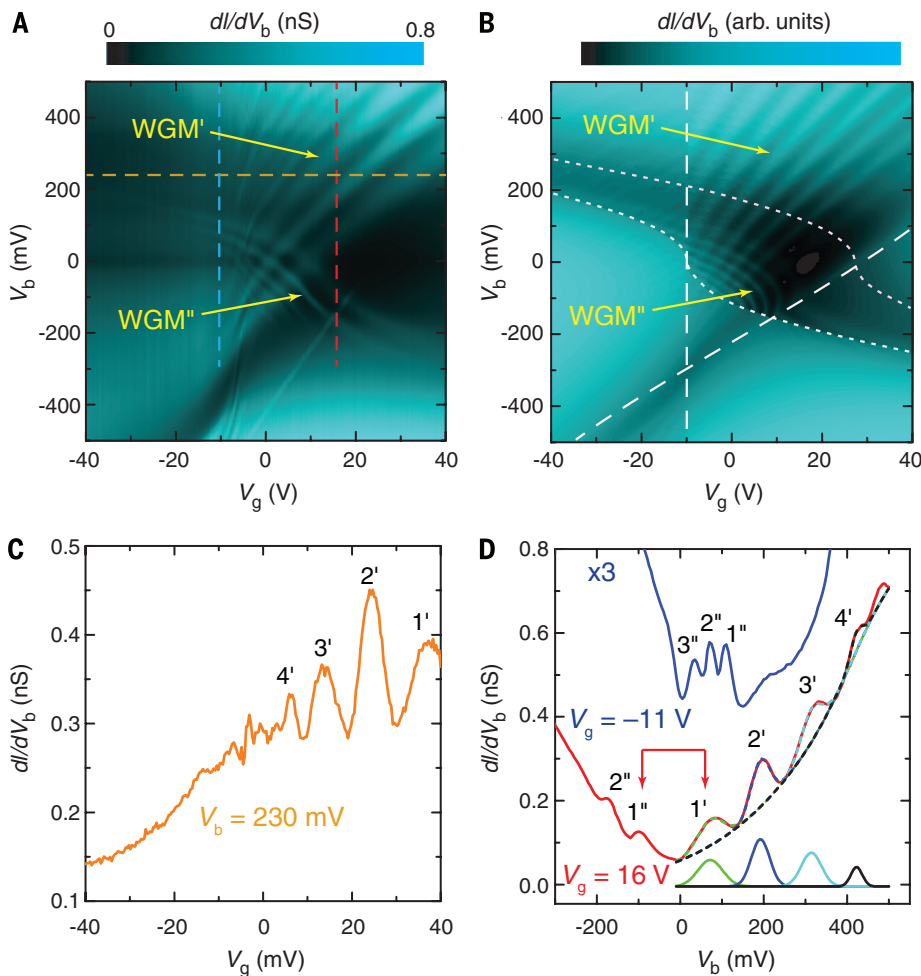 A
dI/dVb (nS)
0
0.8
WGM'
WGM"
400
200
0
-200
-400
Vb (mV)
-40
-20
0
20
40
Vg (V)
B
dI/dVb (arb. units)
WGM'
WGM"
400
200
0
-200
-400
Vb (mV)
-40
-20
0
20
40
Vg (V)
C
0.5
0.4
0.3
0.2
0.1
dI/dVb (nS)
4'
3'
2'
1'
Vb = 230 mV
-40
-20
0
20
40
Vg (mV)
D
0.8
0.6
0.4
0.2
0.0
dI/dVb (nS)
x3
3"
2"
1"
Vg = –11 V
2"
1"
1'
2'
3'
4'
Vg = 16 V
-200
0
200
400
Vb (mV)